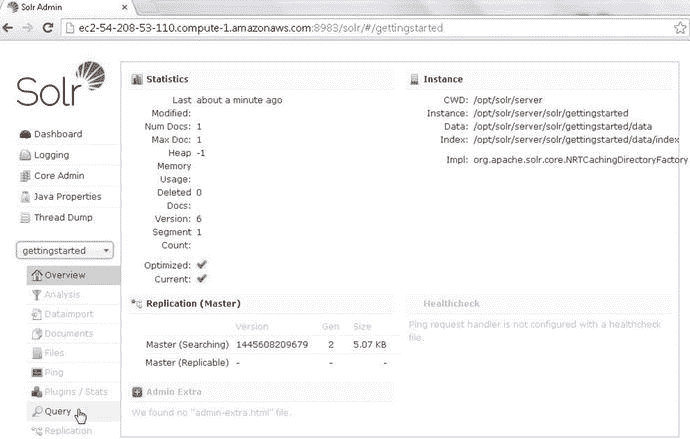 Solr Admin
ec2-54-208-53-110.compute-1.amazonaws.com:8983/solr/#/gettingstarted
Solr
Dashboard
Logging
Core Admin
Java Properties
Thread Dump
gettingstarted
Overview
Analysis
Dataimport
Documents
Files
Ping
Plugins / Stats
Query
Replication
Statistics
Last Modified: about a minute ago
Num Docs: 1
Max Doc: 1
Heap Memory Usage: -1
Deleted Docs: 0
Version: 6
Segment Count: 1
Optimized:
Current:
Instance
CWD: /opt/solr/server
Instance: /opt/solr/server/solr/gettingstarted
Data: /opt/solr/server/solr/gettingstarted/data
Index: /opt/solr/server/solr/gettingstarted/data/index
Impl: org.apache.solr.core.NRTCachingDirectoryFactory
Replication (Master)
Version Gen Size
Master (Searching) 1445608209679 2 5.07 KB
Master (Replicable) - - -
Healthcheck
Ping request handler is not configured with a healthcheck
file.
Admin Extra
We found no "admin-extra.html" file.